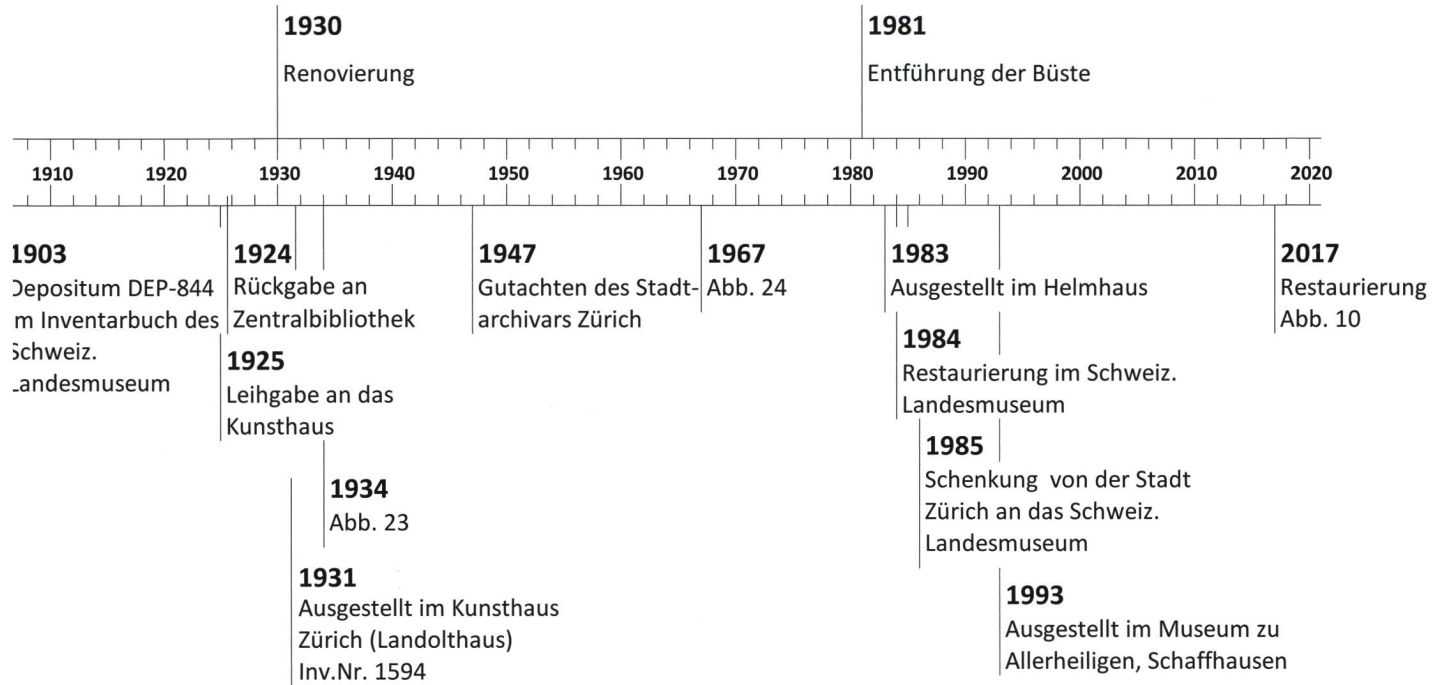 1930
Renovierung
1981
Entführung der Büste
1910 1920 1930 1940 1950 1960 1970 1980 1990 2000 2010 2020
1903
Depositum DEP-844
m Inventarbuch des
Schweiz.
Landesmuseum
1924
Rückgabe an
Zentralbibliothek
1925
Leihgabe an das
Kunsthaus
1934
Abb. 23
1931
Ausgestellt im Kunsthaus
Zürich (Landolthaus)
Inv.Nr. 1594
1947
Gutachten des Stadt-
archivars Zürich
1967
Abb. 24
1983
Ausgestellt im Helmhaus
1984
Restaurierung im Schweiz.
Landesmuseum
1985
Schenkung von der Stadt
Zürich an das Schweiz.
Landesmuseum
1993
Ausgestellt im Museum zu
Allerheiligen, Schaffhausen
2017
Restaurierung
Abb. 10